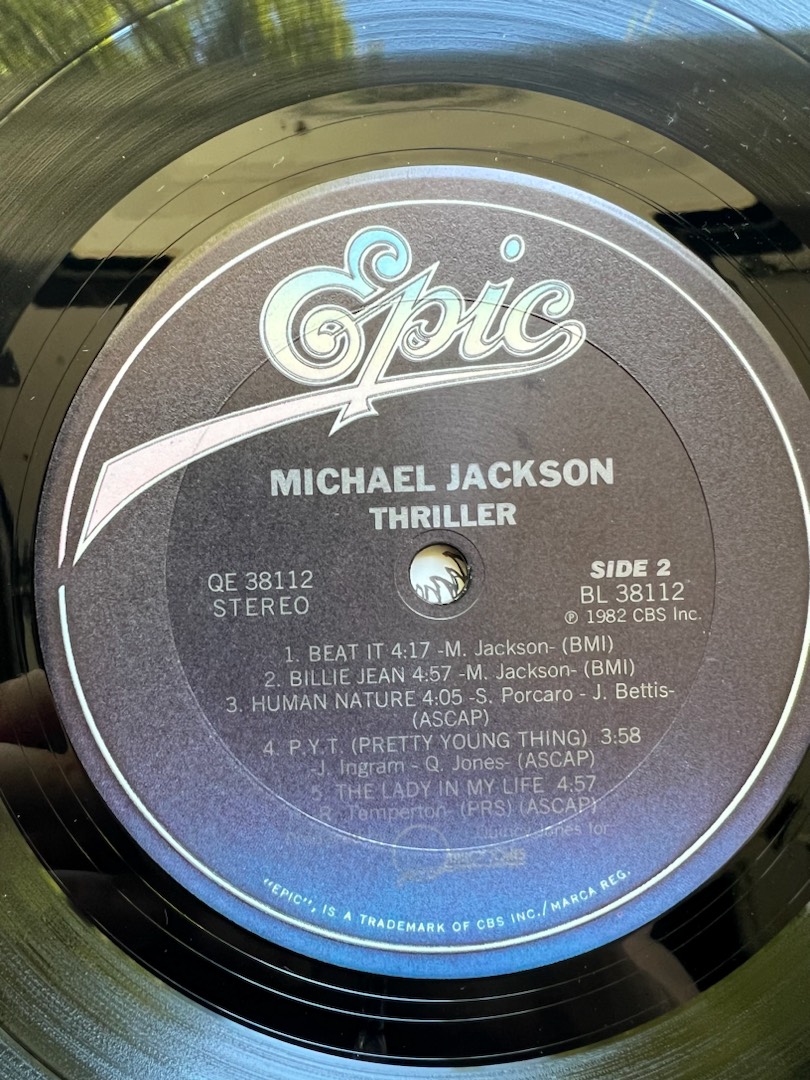 Epic
MICHAEL JACKSON
THRILLER
QE 38112
STEREO
SIDE 2
BL 38112
℗ 1982 CBS Inc.
1. BEAT IT 4:17 -M. Jackson- (BMI)
2. BILLIE JEAN 4:57 -M. Jackson- (BMI)
3. HUMAN NATURE 4:05 -S. Porcaro - J. Bettis-
(ASCAP)
4. P.Y.T. (PRETTY YOUNG THING) 3:58
-J. Ingram - Q. Jones- (ASCAP)
5. THE LADY IN MY LIFE 4:57
-R. Temperton- (PRS) (ASCAP)
Jones for
"EPIC", IS A TRADEMARK OF CBS INC./MARCA REG.